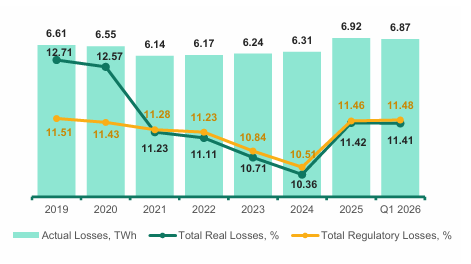 6.61 6.55 6.14 6.17 6.24 6.31 6.92 6.87
12.71 12.57
11.28 11.23 10.84 10.51 11.46 11.48
11.51 11.43
11.23 11.11 10.71 10.36 11.42 11.41
2019 2020 2021 2022 2023 2024 2025 Q1 2026
Actual Losses, TWh Total Real Losses, % Total Regulatory Losses, %